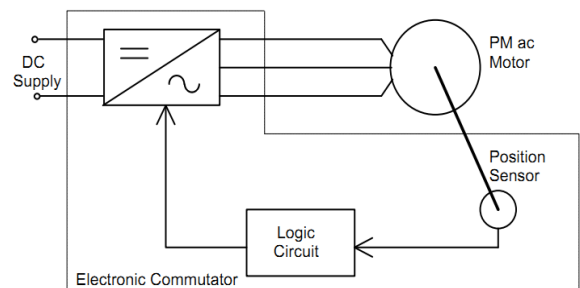 DC
Supply
PM ac
Motor
Position
Sensor
Logic
Circuit
Electronic Commutator